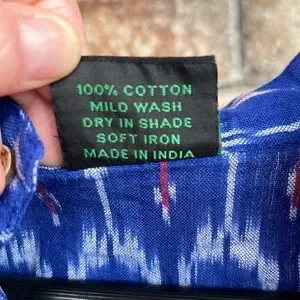 100% COTTON
MILD WASH
DRY IN SHADE
SOFT IRON
MADE IN INDIA